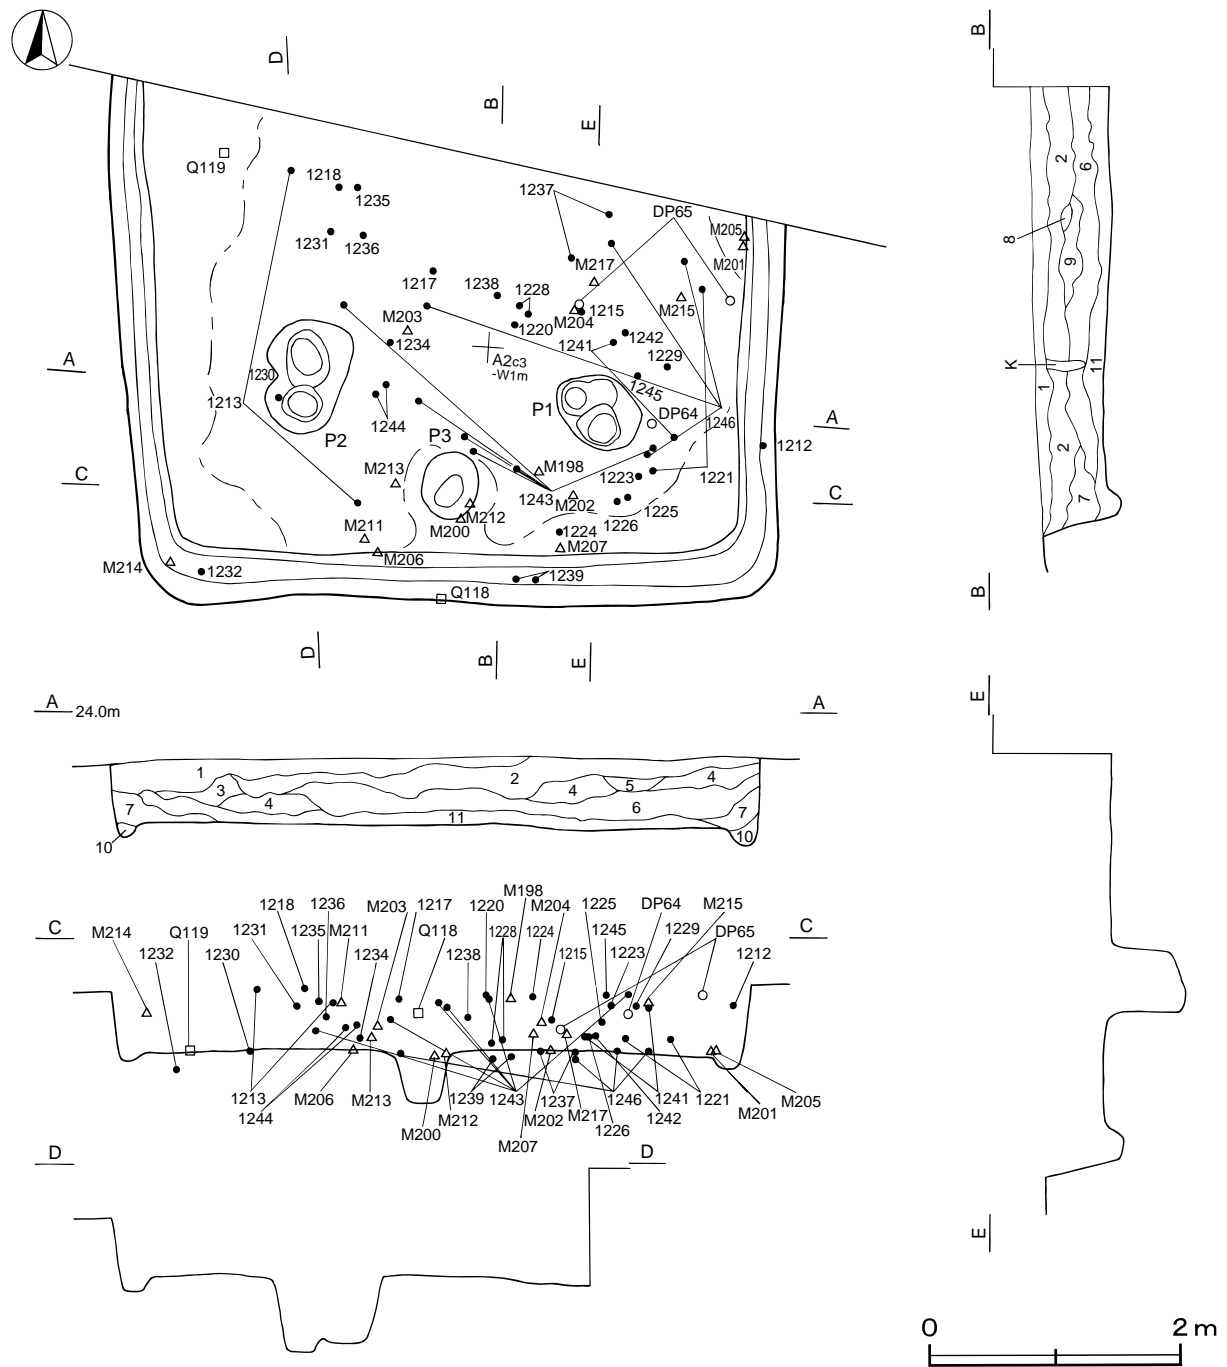 D
B
E
B
Q119
1218
1235
1237
DP65
M205
M201
1231
1236
M217
1217
1238
1228
M203
M204
1215
M215
1220
1234
1241
1242
A2c3
-W1m
1229
2
6
8
9
K
1
11
2
7
A
1230
1213
P2
1244
P3
P1
1245
DP64
1246
A
1212
C
M213
M198
1223
1221
C
1243
M202
1225
1226
M211
M200
M212
1224
M206
M207
M214
1232
1239
Q118
B
D
B
E
A
24.0m
A
E
1
2
3
4
4
5
4
7
11
6
7
10
10
M198
1236
M203
1217
1220
M204
1225
DP64
M215
1218
C
M214
Q119
1231
1235
M211
Q118
1228
1224
1245
1229
DP65
C
1232
1230
1234
1238
1215
1223
1212
1213
M206
M213
1239
1243
1237
1246
1241
1221
M205
1244
M212
M202
M217
1242
M201
M200
M207
1226
D
D
E
0
2 m